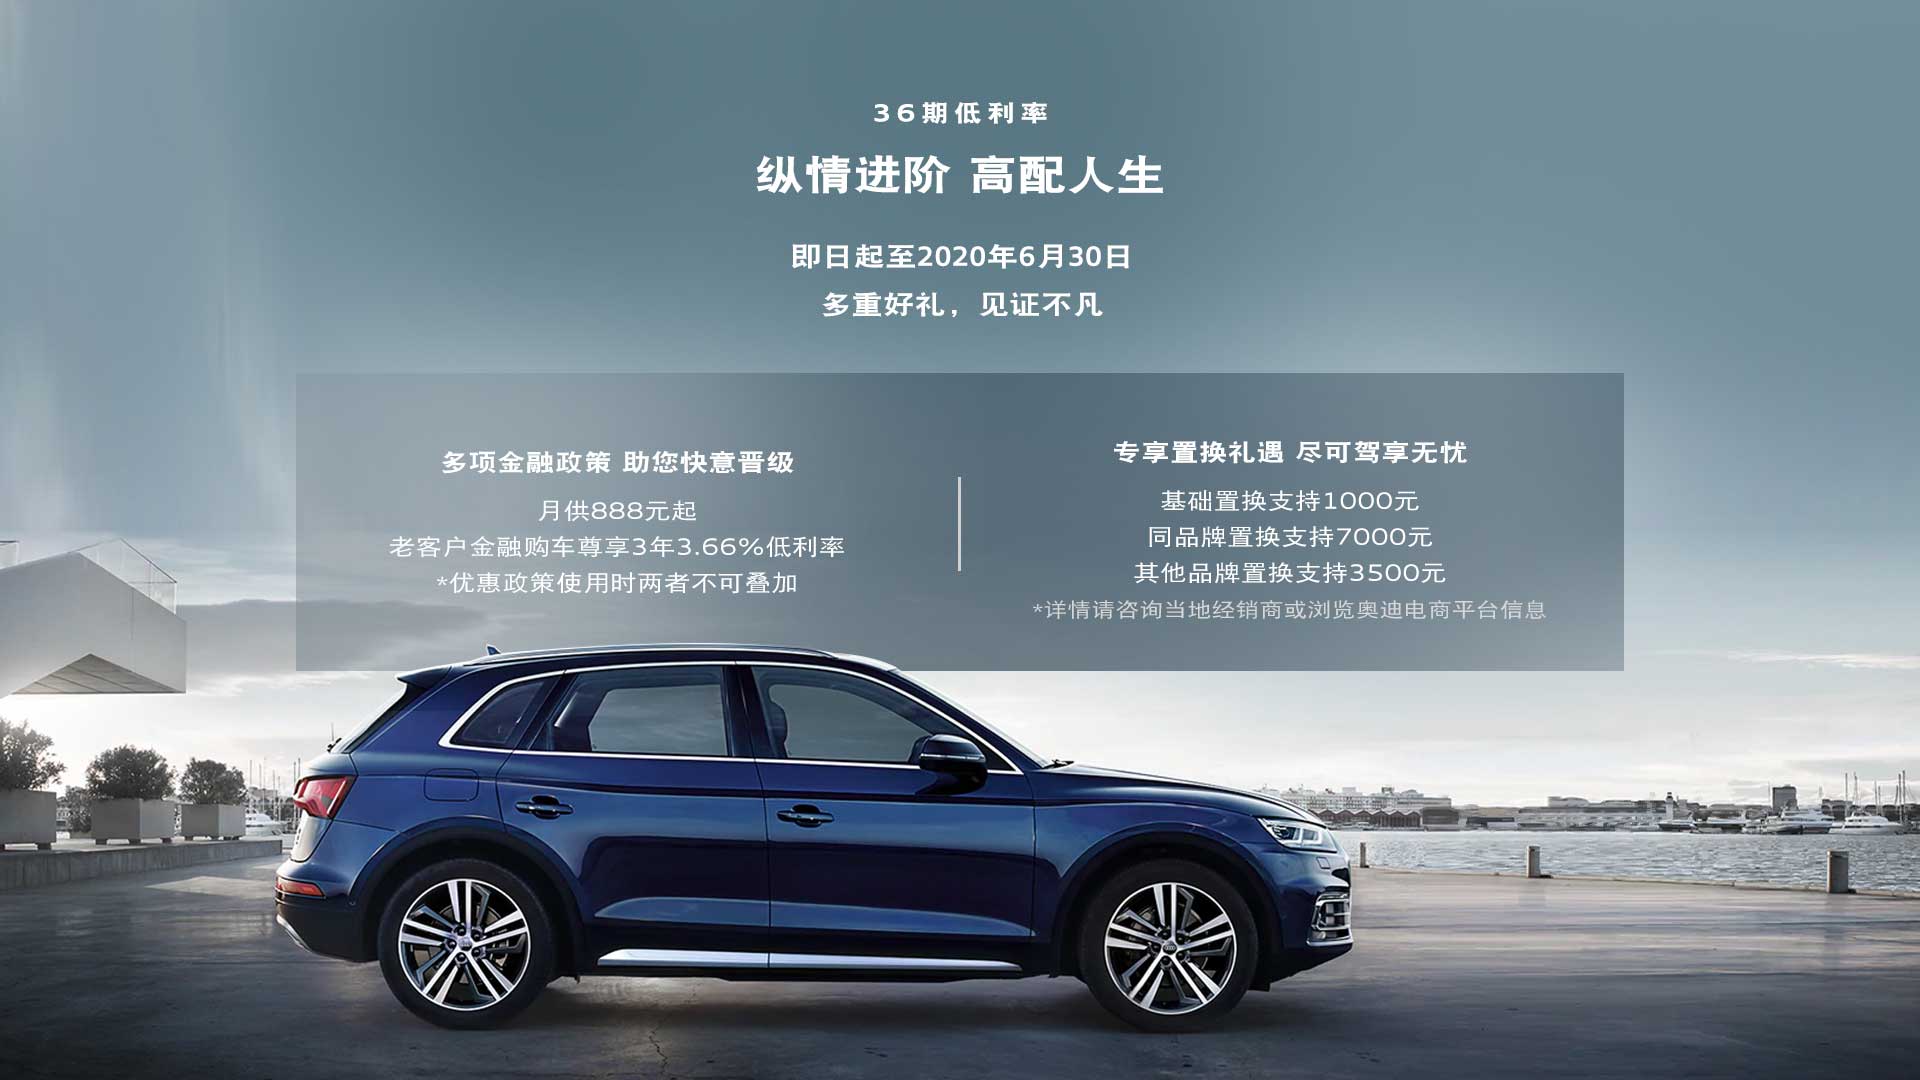 36期低利率
纵情进阶 高配人生
即日起至2020年6月30日
多重好礼，见证不凡
多项金融政策 助您快意晋级
月供888元起
老客户金融购车尊享3年3.66%低利率
*优惠政策使用时两者不可叠加
专享置换礼遇 尽可驾享无忧
基础置换支持1000元
同品牌置换支持7000元
其他品牌置换支持3500元
*详情请咨询当地经销商或浏览奥迪电商平台信息